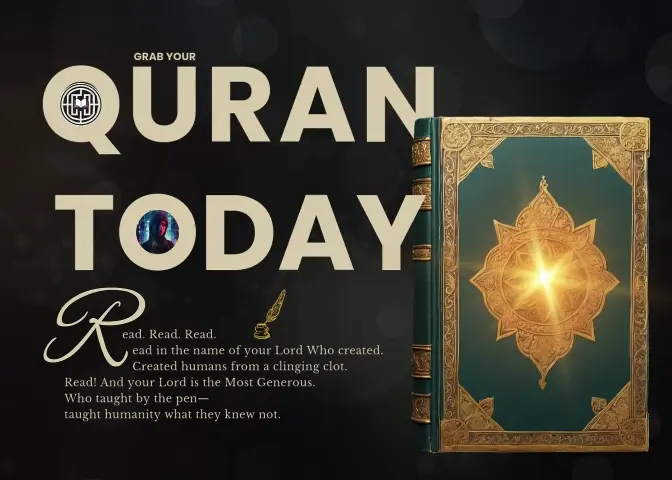 GRAB YOUR
QURAN
TODAY
Read. Read. Read.
ead in the name of your Lord Who created.
Created humans from a clinging clot.
Read! And your Lord is the Most Generous.
Who taught by the pen—
taught humanity what they knew not.